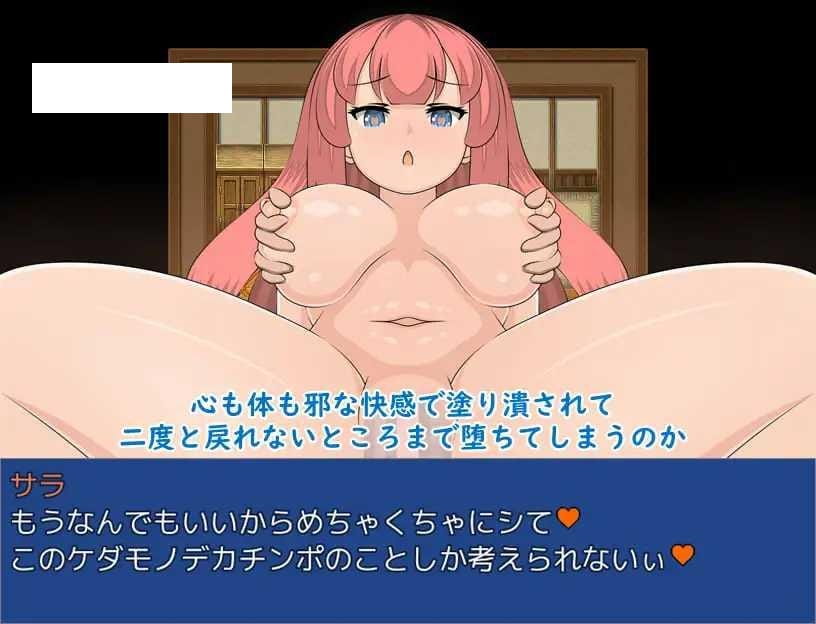 心も体も邪な快感で塗り潰されて
二度と戻れないところまで堕ちてしまうのか
サラ
もうなんでもいいからめちゃくちゃにシて♥
このケダモノデカチンポのことしか考えられないぃ♥